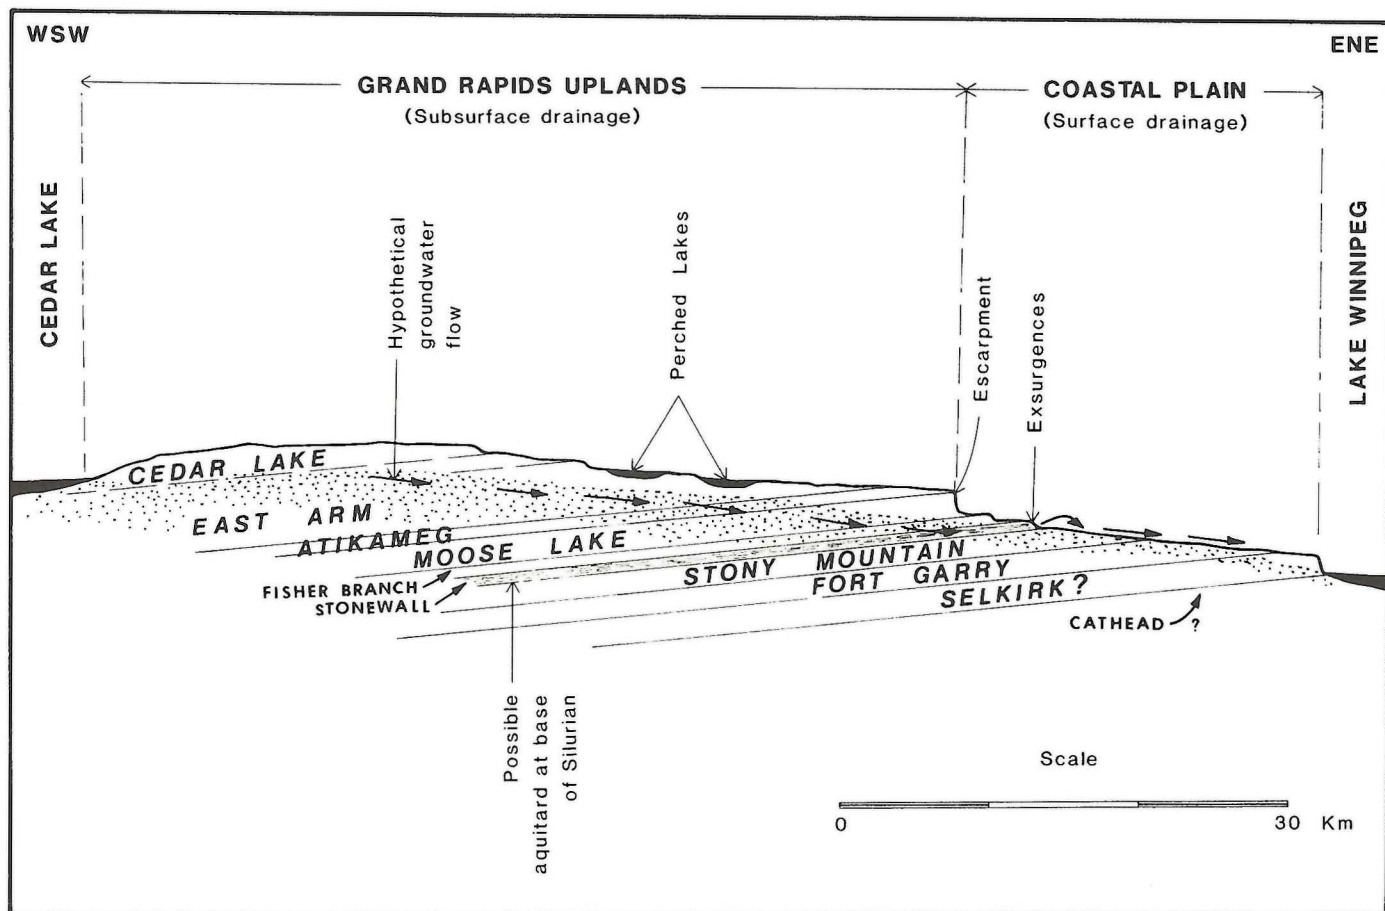 WSW
ENE
GRAND RAPIDS UPLANDS
(Subsurface drainage)
COASTAL PLAIN
(Surface drainage)
CEDAR LAKE
Hypothetical
groundwater
flow
Perched Lakes
Escarpment
Exsurgences
LAKE WINNIPEG
CEDAR LAKE
EAST ARM
ATIKAMEG
MOOSE LAKE
FISHER BRANCH
STONEWALL
STONY MOUNTAIN
FORT GARRY
SELKIRK?
CATHEAD ?
Possible
aquitard at base
of Silurian
Scale
0 30 Km